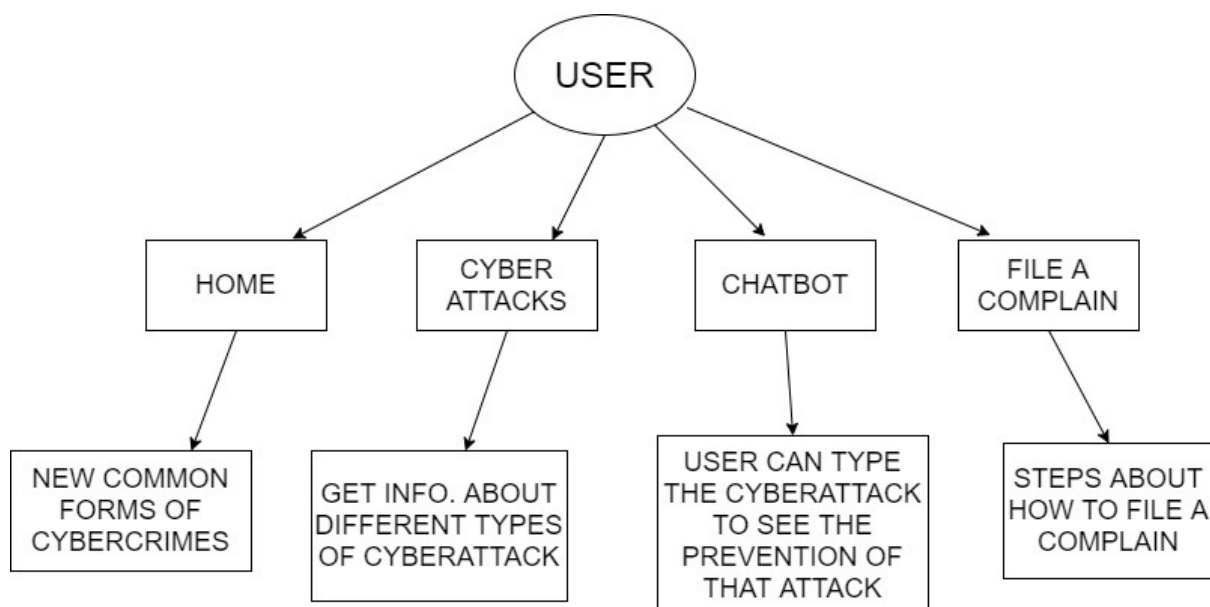 USER
HOME
CYBER
ATTACKS
CHATBOT
FILE A
COMPLAIN
NEW COMMON
FORMS OF
CYBERCRIMES
GET INFO. ABOUT
DIFFERENT TYPES
OF CYBERATTACK
USER CAN TYPE
THE CYBERATTACK
TO SEE THE
PREVENTION OF
THAT ATTACK
STEPS ABOUT
HOW TO FILE A
COMPLAIN